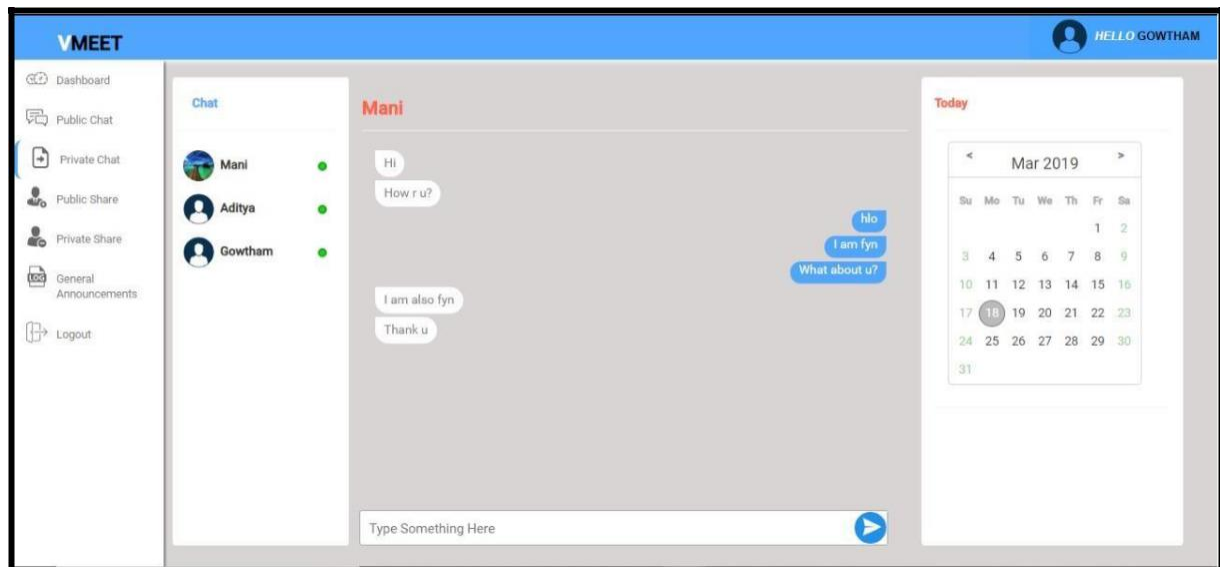 VMEET
HELLO GOWTHAM
Dashboard
Public Chat
Private Chat
Public Share
Private Share
General
Announcements
Logout
Chat
Mani
Aditya
Gowtham
Mani
Hi
How r u?
hlo
I am fyn
What about u?
I am also fyn
Thank u
Type Something Here
Today
< Mar 2019 >
Su Mo Tu We Th Fr Sa
1 2
3 4 5 6 7 8 9
10 11 12 13 14 15 16
17 18 19 20 21 22 23
24 25 26 27 28 29 30
31